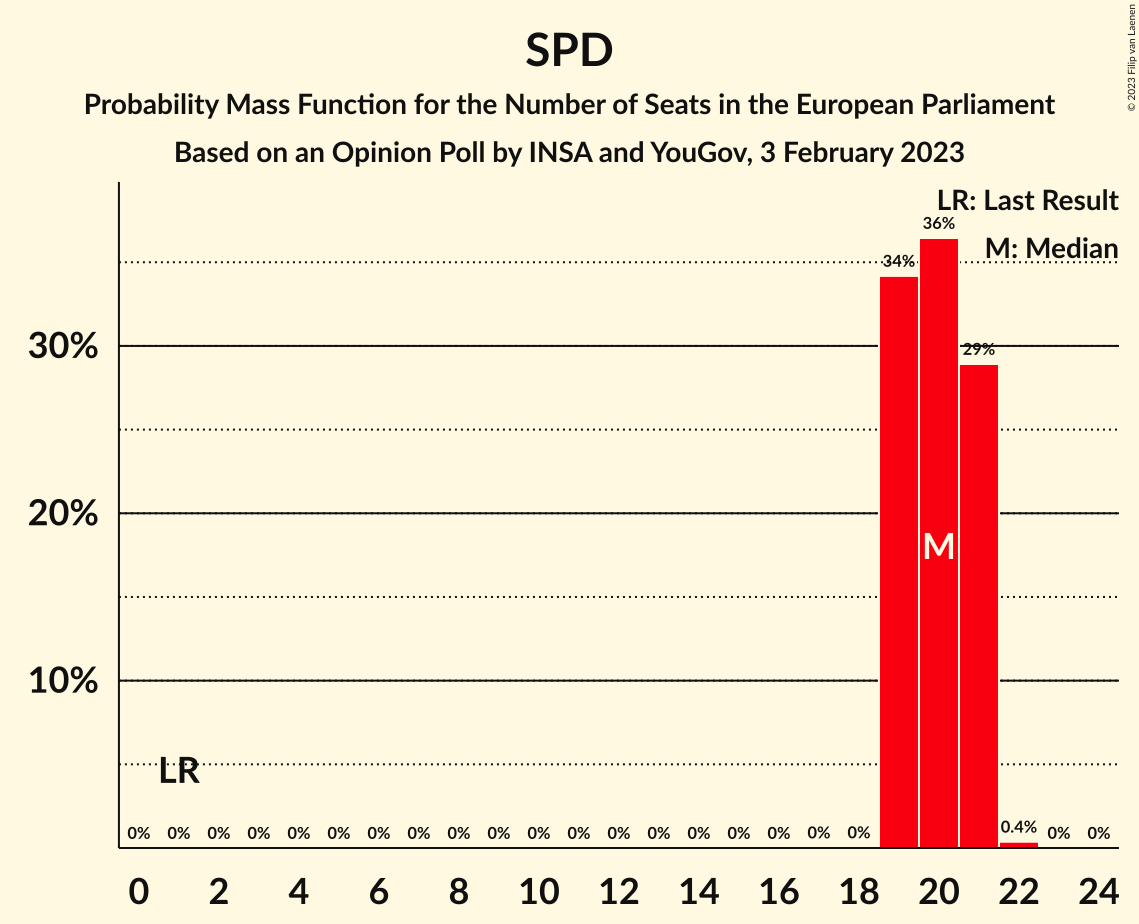 SPD
Probability Mass Function for the Number of Seats in the European Parliament
Based on an Opinion Poll by INSA and YouGov, 3 February 2023
© 2023 Filip van Laenen
LR: Last Result
M: Median
36%
34%
29%
30%
20%
10%
M
LR
0% 0% 0% 0% 0% 0% 0% 0% 0% 0% 0% 0% 0% 0% 0% 0% 0% 0% 0% 0.4% 0% 0%
0 2 4 6 8 10 12 14 16 18 20 22 24